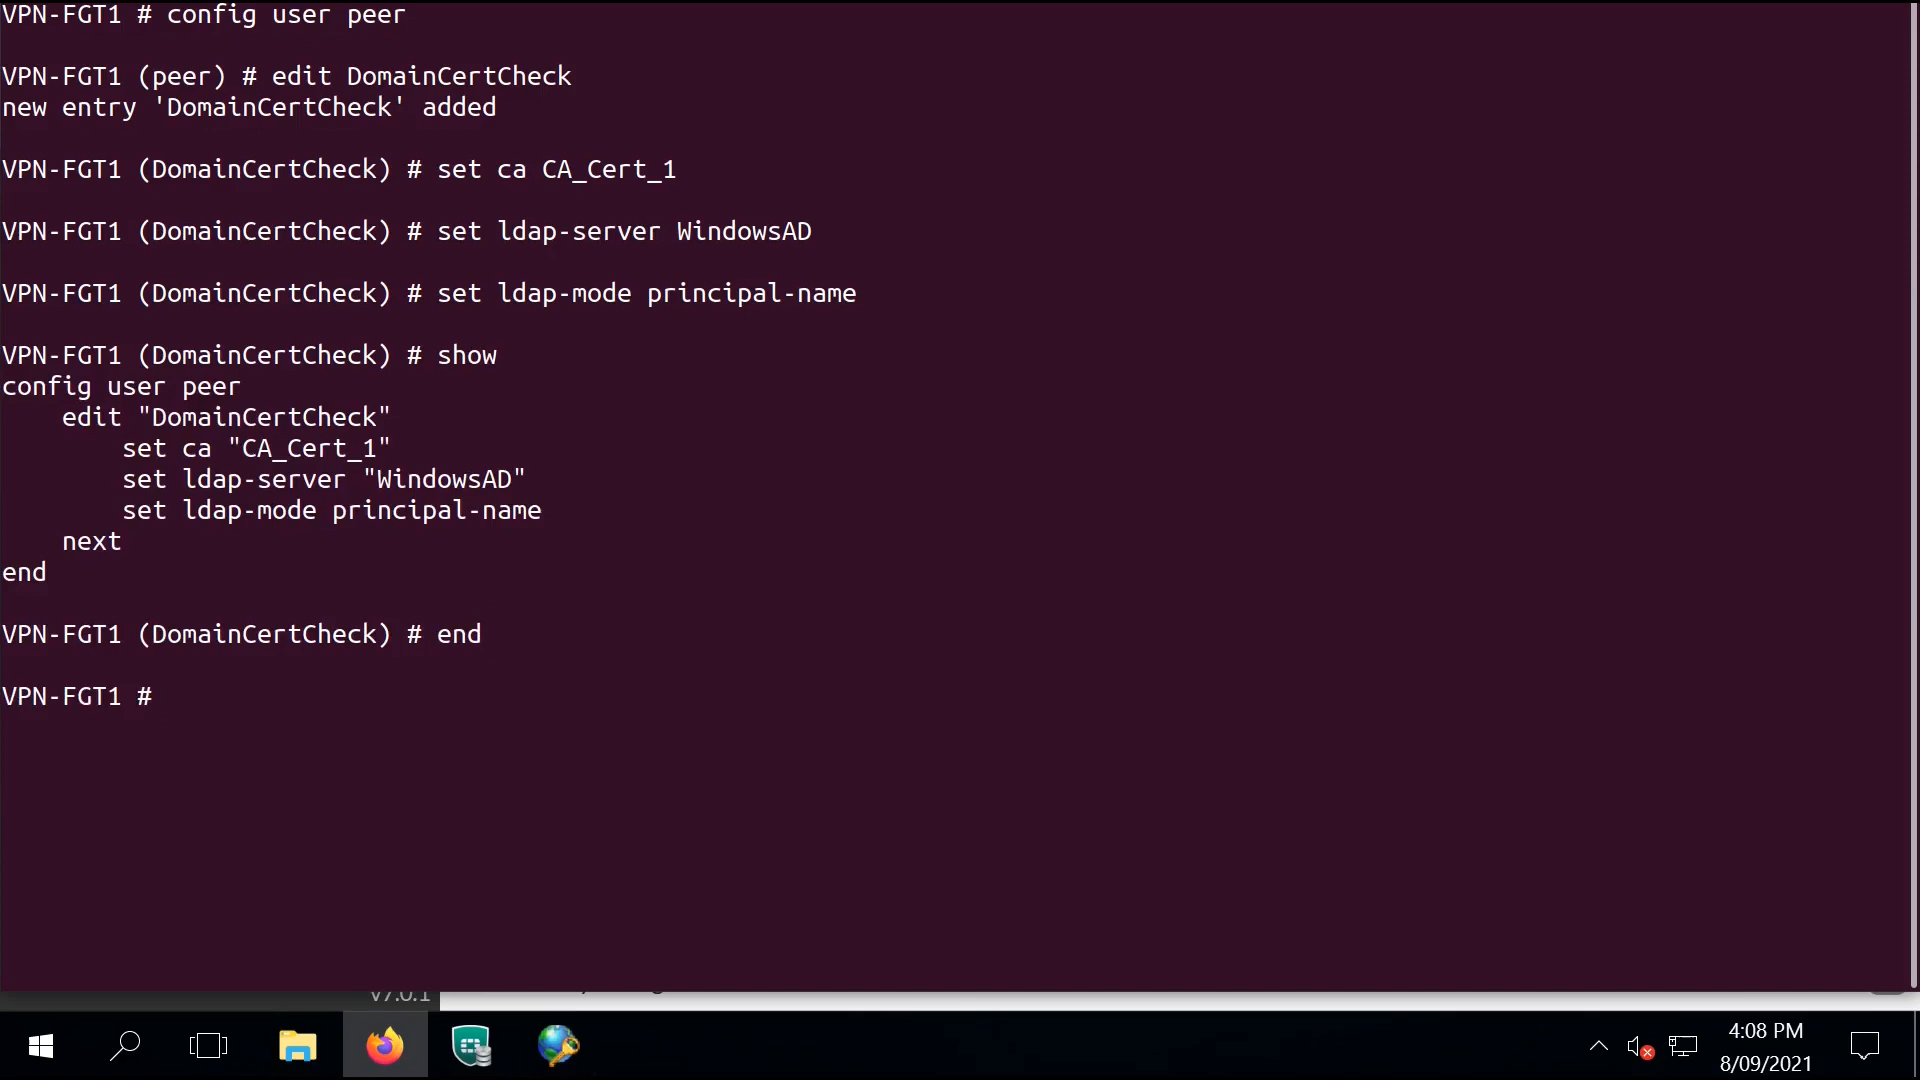 VPN-FGT1 # config user peer
VPN-FGT1 (peer) # edit DomainCertCheck
new entry 'DomainCertCheck' added
VPN-FGT1 (DomainCertCheck) # set ca CA_Cert_1
VPN-FGT1 (DomainCertCheck) # set ldap-server WindowsAD
VPN-FGT1 (DomainCertCheck) # set ldap-mode principal-name
VPN-FGT1 (DomainCertCheck) # show
config user peer
    edit "DomainCertCheck"
        set ca "CA_Cert_1"
        set ldap-server "WindowsAD"
        set ldap-mode principal-name
    next
end
VPN-FGT1 (DomainCertCheck) # end
VPN-FGT1 #
v7.0.1
4:08 PM
8/09/2021